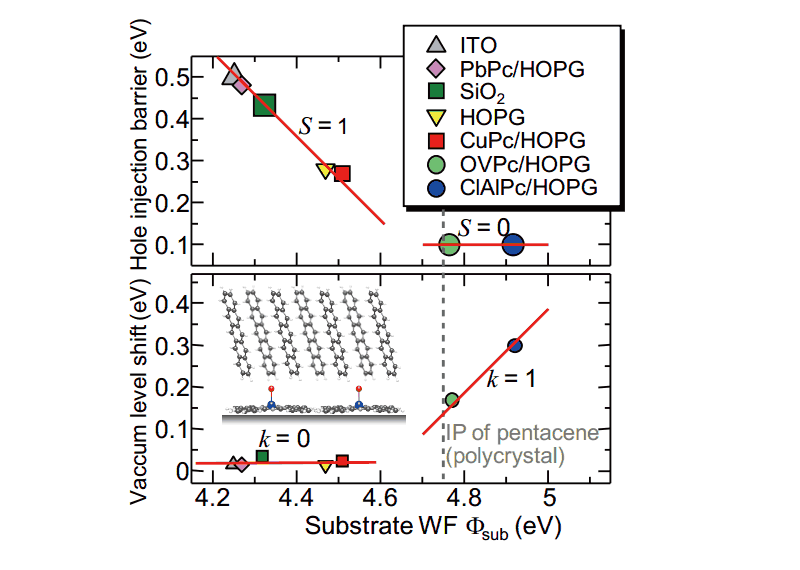 ITO
PbPc/HOPG
SiO₂
HOPG
CuPc/HOPG
OVPc/HOPG
ClAlPc/HOPG
Hole injection barrier (eV)
0.5
0.4
0.3
0.2
0.1
S = 1
S = 0
Vaccum level shift (eV)
0.4
0.3
0.2
0.1
0
k = 1
k = 0
IP of pentacene
(polycrystal)
4.2 4.4 4.6 4.8 5
Substrate WF Φsub (eV)